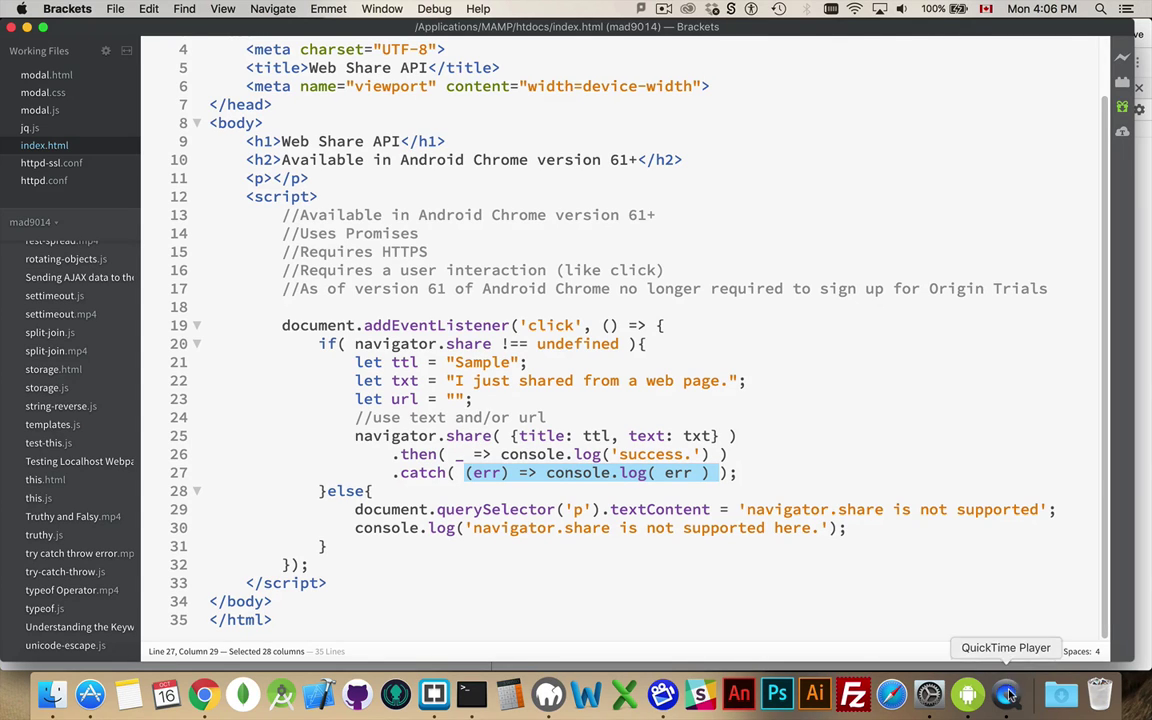 Brackets File Edit Find View Navigate Emmet Window Debug Help 100% Mon 4:06 PM
/Applications/MAMP/htdocs/index.html (mad9014) — Brackets
Working Files
modal.html
modal.css
modal.js
jq.js
index.html
httpd-ssl.conf
httpd.conf
mad9014
rest-spread.mp4
rotating-objects.js
Sending AJAX data to the
settimeout.js
settimeout.mp4
split-join.js
split-join.mp4
storage.html
storage.js
string-reverse.js
templates.js
test-this.js
Testing Localhost Webpa
this.html
this.js
Truthy and Falsy.mp4
truthy.js
try catch throw error.mp
try-catch-throw.js
typeof Operator.mp4
typeof.js
Understanding the Keyw
unicode-escape.js
4 <meta charset="UTF-8">
5 <title>Web Share API</title>
6 <meta name="viewport" content="width=device-width">
7 </head>
8 <body>
9 <h1>Web Share API</h1>
10 <h2>Available in Android Chrome version 61+</h2>
11 <p></p>
12 <script>
13 //Available in Android Chrome version 61+
14 //Uses Promises
15 //Requires HTTPS
16 //Requires a user interaction (like click)
17 //As of version 61 of Android Chrome no longer required to sign up for Origin Trials
18
19 document.addEventListener('click', () => {
20 if( navigator.share !== undefined ){
21 let ttl = "Sample";
22 let txt = "I just shared from a web page.";
23 let url = "";
24 //use text and/or url
25 navigator.share( {title: ttl, text: txt} )
26 .then( _ => console.log('success.') )
27 .catch( (err) => console.log( err ) );
28 }else{
29 document.querySelector('p').textContent = 'navigator.share is not supported';
30 console.log('navigator.share is not supported here.');
31 }
32 });
33 </script>
34 </body>
35 </html>
Line 27, Column 29 — Selected 28 columns — 35 Lines
Spaces: 4
QuickTime Player
OCT
16
An
Ps
Ai
Fz